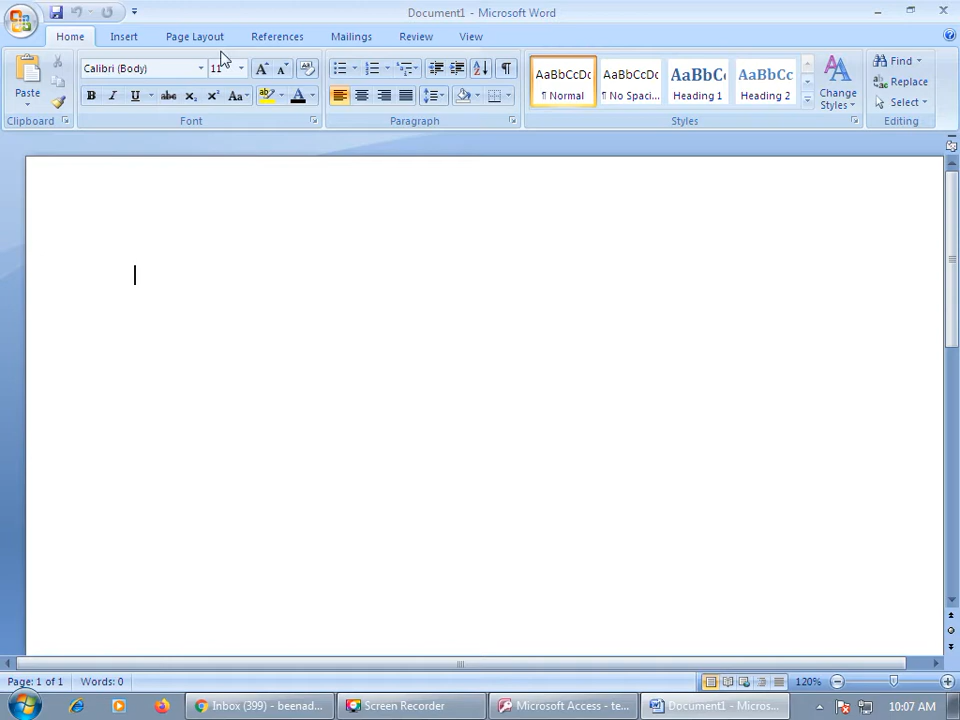 Document1 - Microsoft Word
Home Insert Page Layout References Mailings Review View
Paste
Calibri (Body) 11
AaBbCcDc AaBbCcDc AaBbCc AaBbCc
¶ Normal ¶ No Spaci... Heading 1 Heading 2
Change Styles
Find
Replace
Select
Clipboard Font Paragraph Styles Editing
Page: 1 of 1 Words: 0 120%
Inbox (399) - beenad... Screen Recorder Microsoft Access - te... Document1 - Micros... 10:07 AM